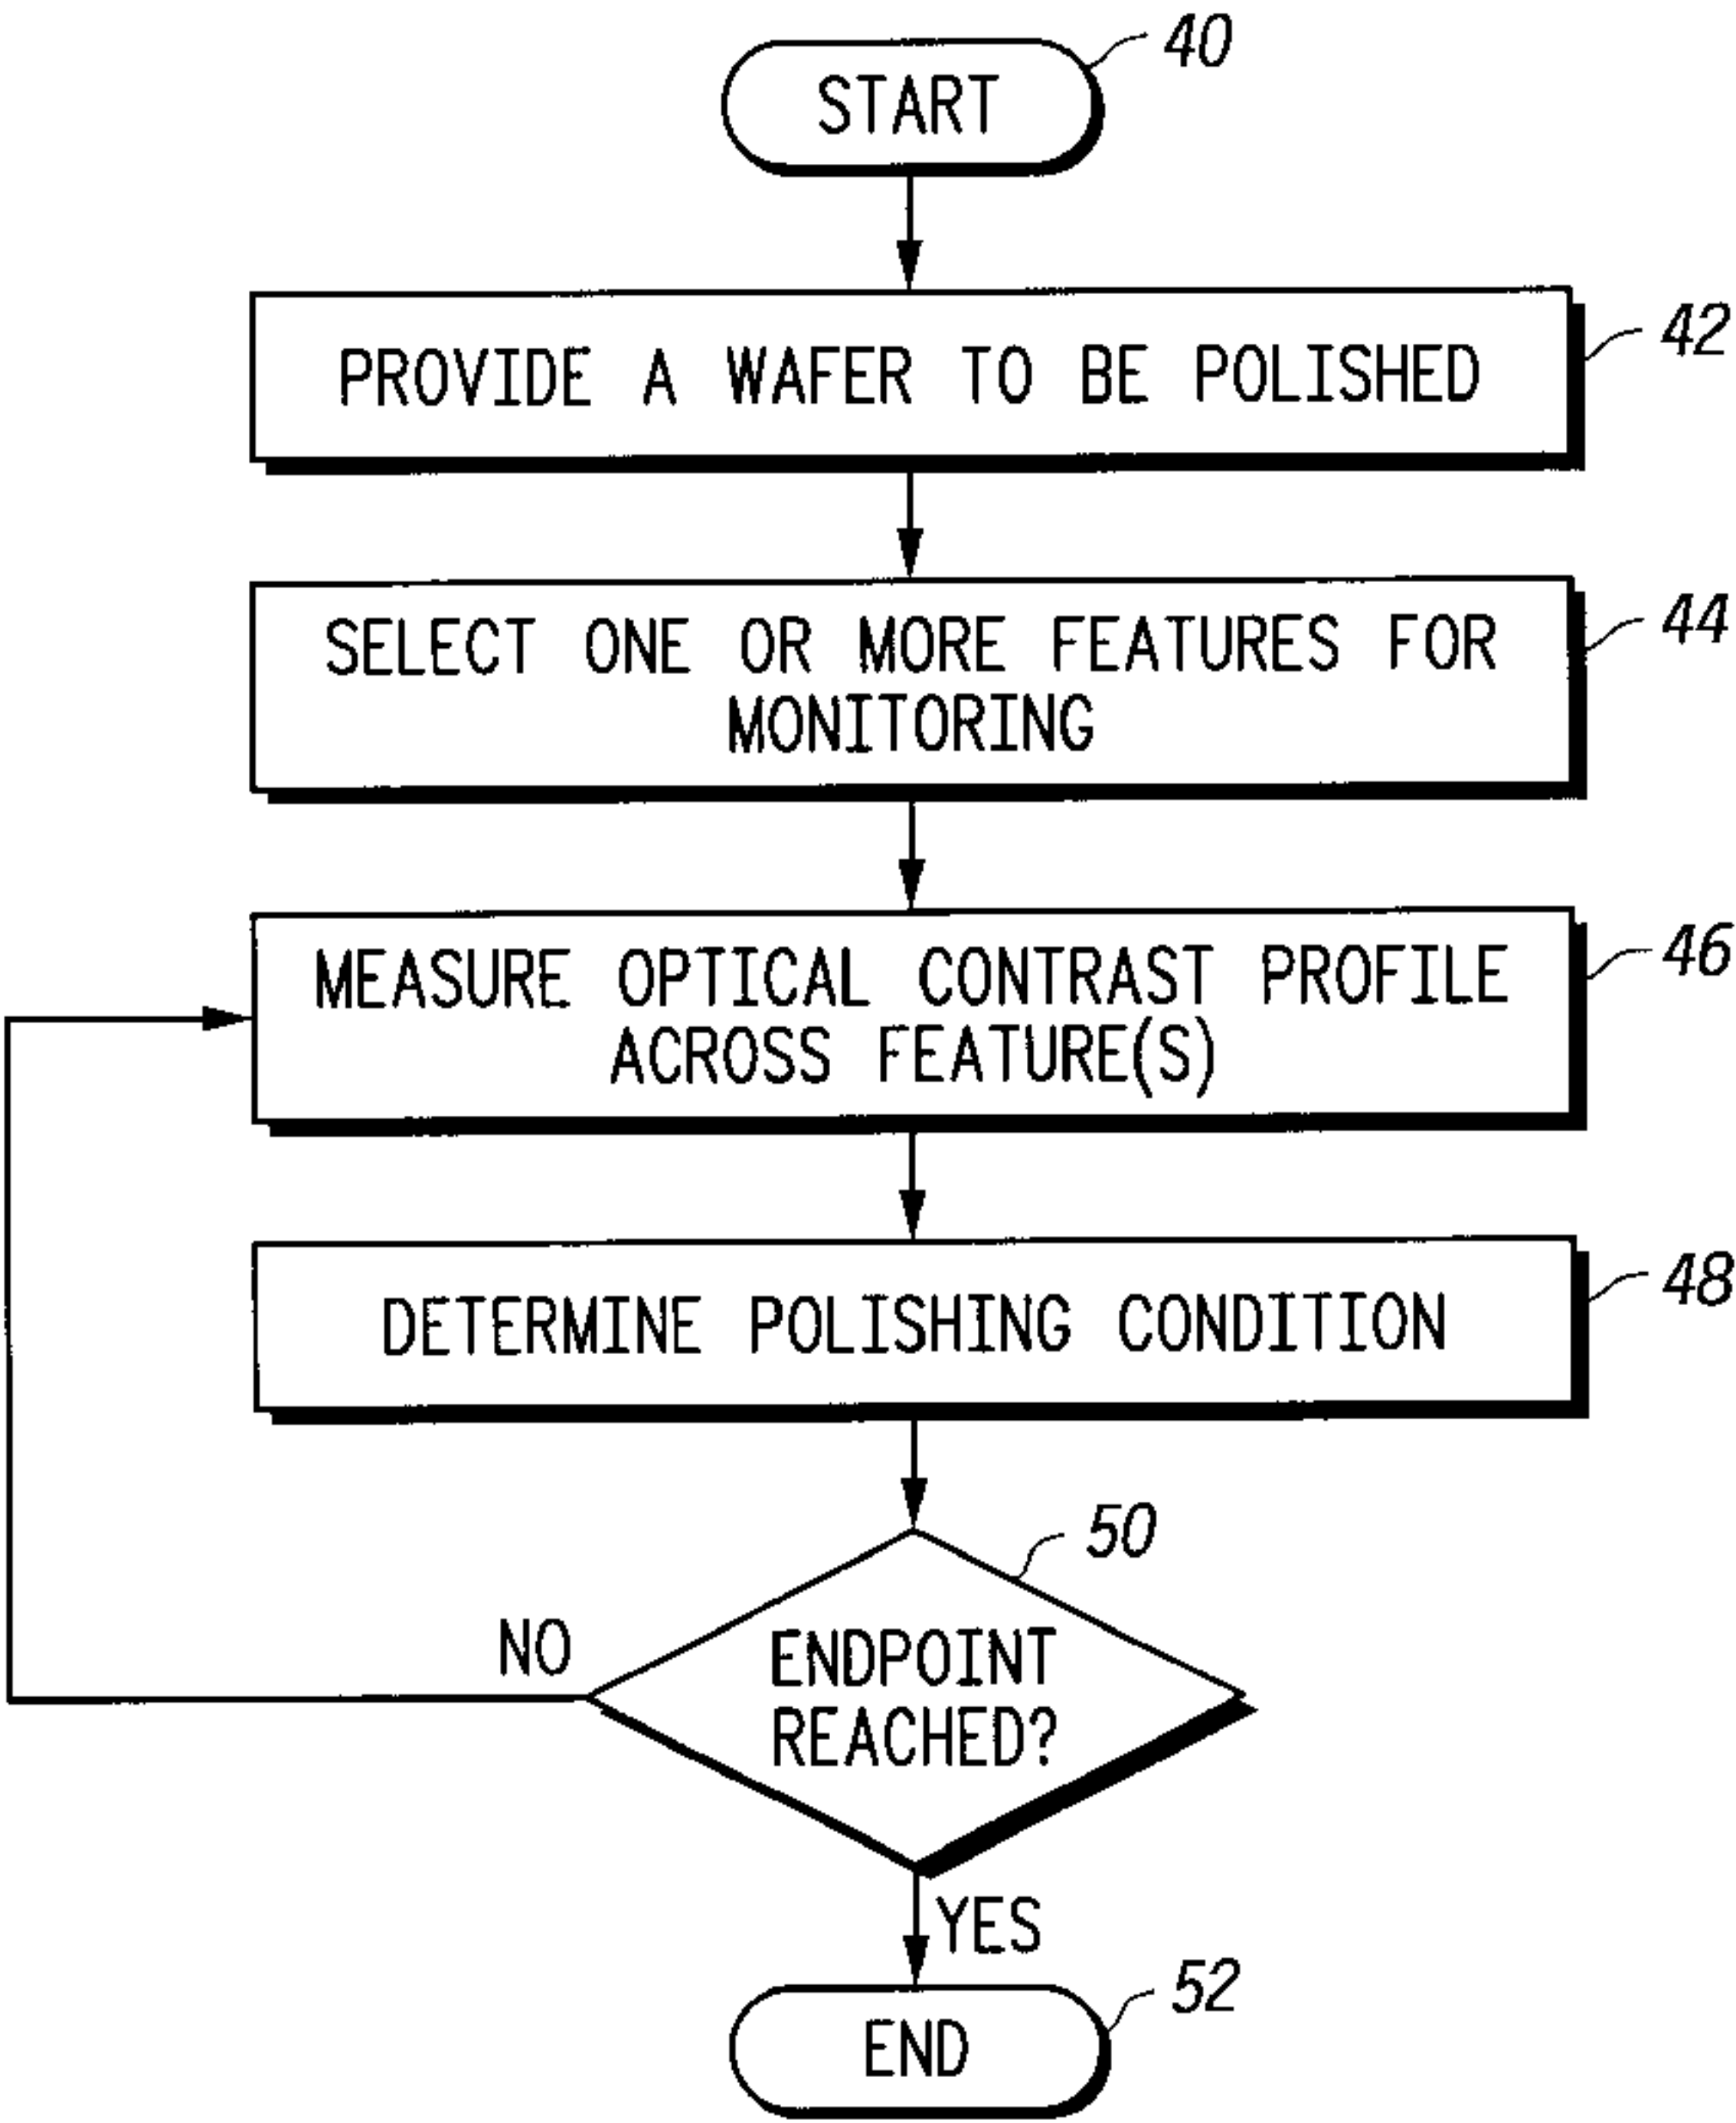 40
START
42
PROVIDE A WAFER TO BE POLISHED
44
SELECT ONE OR MORE FEATURES FOR
MONITORING
46
MEASURE OPTICAL CONTRAST PROFILE
ACROSS FEATURE(S)
48
DETERMINE POLISHING CONDITION
50
ENDPOINT
REACHED?
NO
YES
52
END